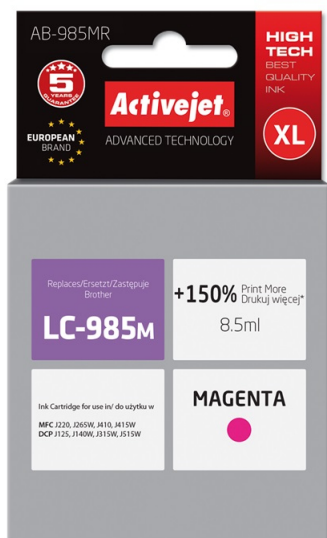 AB-985MR
HIGH
TECH
BEST
QUALITY
INK
5
YEARS
GUARANTEE
Activejet®
EUROPEAN
BRAND
ADVANCED TECHNOLOGY
XL
Replaces/Ersetzt/Zastępuje
Brother
LC-985M
+150% Print More
Drukuj więcej*
8.5ml
Ink Cartridge for use in/ do użytku w
MFC J220, J265W, J410, J415W
DCP J125, J140W, J315W, J515W
MAGENTA